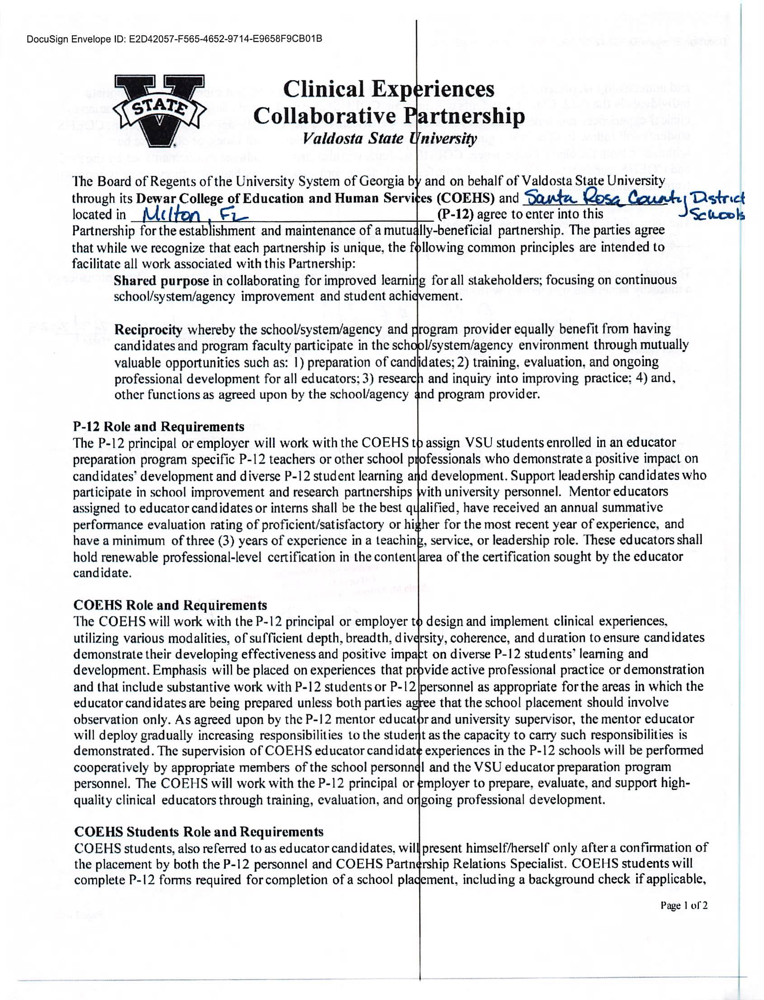 DocuSign Envelope ID: E2D42057-F565-4652-9714-E9658F9CB01B
STATE
Clinical Experiences
Collaborative Partnership
Valdosta State University
The Board of Regents of the University System of Georgia by and on behalf of Valdosta State University
through its Dewar College of Education and Human Services (COEHS) and Santa Rosa County District
located in Milton, FL (P-12) agree to enter into this Schools
Partnership for the establishment and maintenance of a mutually-beneficial partnership. The parties agree
that while we recognize that each partnership is unique, the following common principles are intended to
facilitate all work associated with this Partnership:
Shared purpose in collaborating for improved learning for all stakeholders; focusing on continuous
school/system/agency improvement and student achievement.
Reciprocity whereby the school/system/agency and program provider equally benefit from having
candidates and program faculty participate in the school/system/agency environment through mutually
valuable opportunities such as: 1) preparation of candidates; 2) training, evaluation, and ongoing
professional development for all educators; 3) research and inquiry into improving practice; 4) and,
other functions as agreed upon by the school/agency and program provider.
P-12 Role and Requirements
The P-12 principal or employer will work with the COEHS to assign VSU students enrolled in an educator
preparation program specific P-12 teachers or other school professionals who demonstrate a positive impact on
candidates' development and diverse P-12 student learning and development. Support leadership candidates who
participate in school improvement and research partnerships with university personnel. Mentor educators
assigned to educator candidates or interns shall be the best qualified, have received an annual summative
performance evaluation rating of proficient/satisfactory or higher for the most recent year of experience, and
have a minimum of three (3) years of experience in a teaching, service, or leadership role. These educators shall
hold renewable professional-level certification in the content area of the certification sought by the educator
candidate.
COEHS Role and Requirements
The COEHS will work with the P-12 principal or employer to design and implement clinical experiences,
utilizing various modalities, of sufficient depth, breadth, diversity, coherence, and duration to ensure candidates
demonstrate their developing effectiveness and positive impact on diverse P-12 students' learning and
development. Emphasis will be placed on experiences that provide active professional practice or demonstration
and that include substantive work with P-12 students or P-12 personnel as appropriate for the areas in which the
educator candidates are being prepared unless both parties agree that the school placement should involve
observation only. As agreed upon by the P-12 mentor educator and university supervisor, the mentor educator
will deploy gradually increasing responsibilities to the student as the capacity to carry such responsibilities is
demonstrated. The supervision of COEHS educator candidate experiences in the P-12 schools will be performed
cooperatively by appropriate members of the school personnel and the VSU educator preparation program
personnel. The COEHS will work with the P-12 principal or employer to prepare, evaluate, and support high-
quality clinical educators through training, evaluation, and ongoing professional development.
COEHS Students Role and Requirements
COEHS students, also referred to as educator candidates, will present himself/herself only after a confirmation of
the placement by both the P-12 personnel and COEHS Partnership Relations Specialist. COEHS students will
complete P-12 forms required for completion of a school placement, including a background check if applicable,
Page 1 of 2